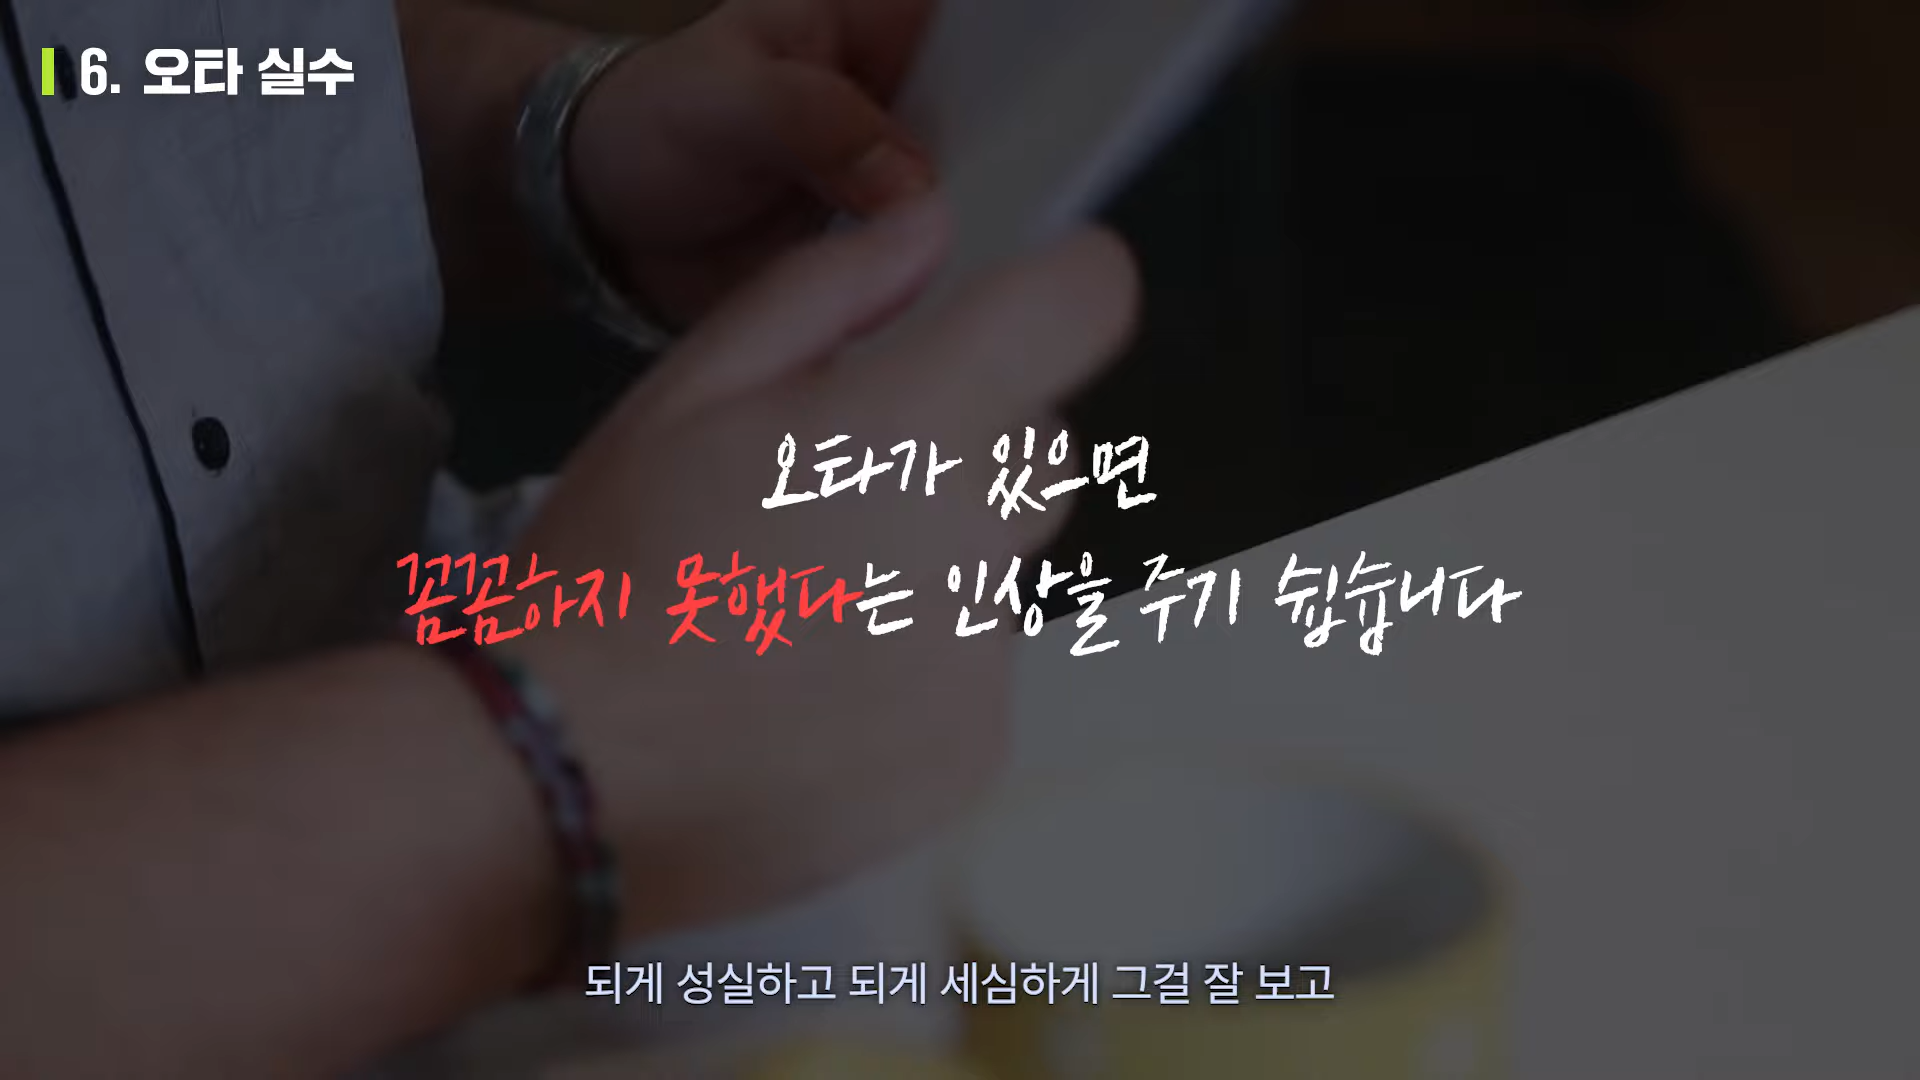 6. 오타 실수
오타가 있으면
꼼꼼하지 못했다는 인상을 주기 쉽습니다
되게 성실하고 되게 세심하게 그걸 잘 보고